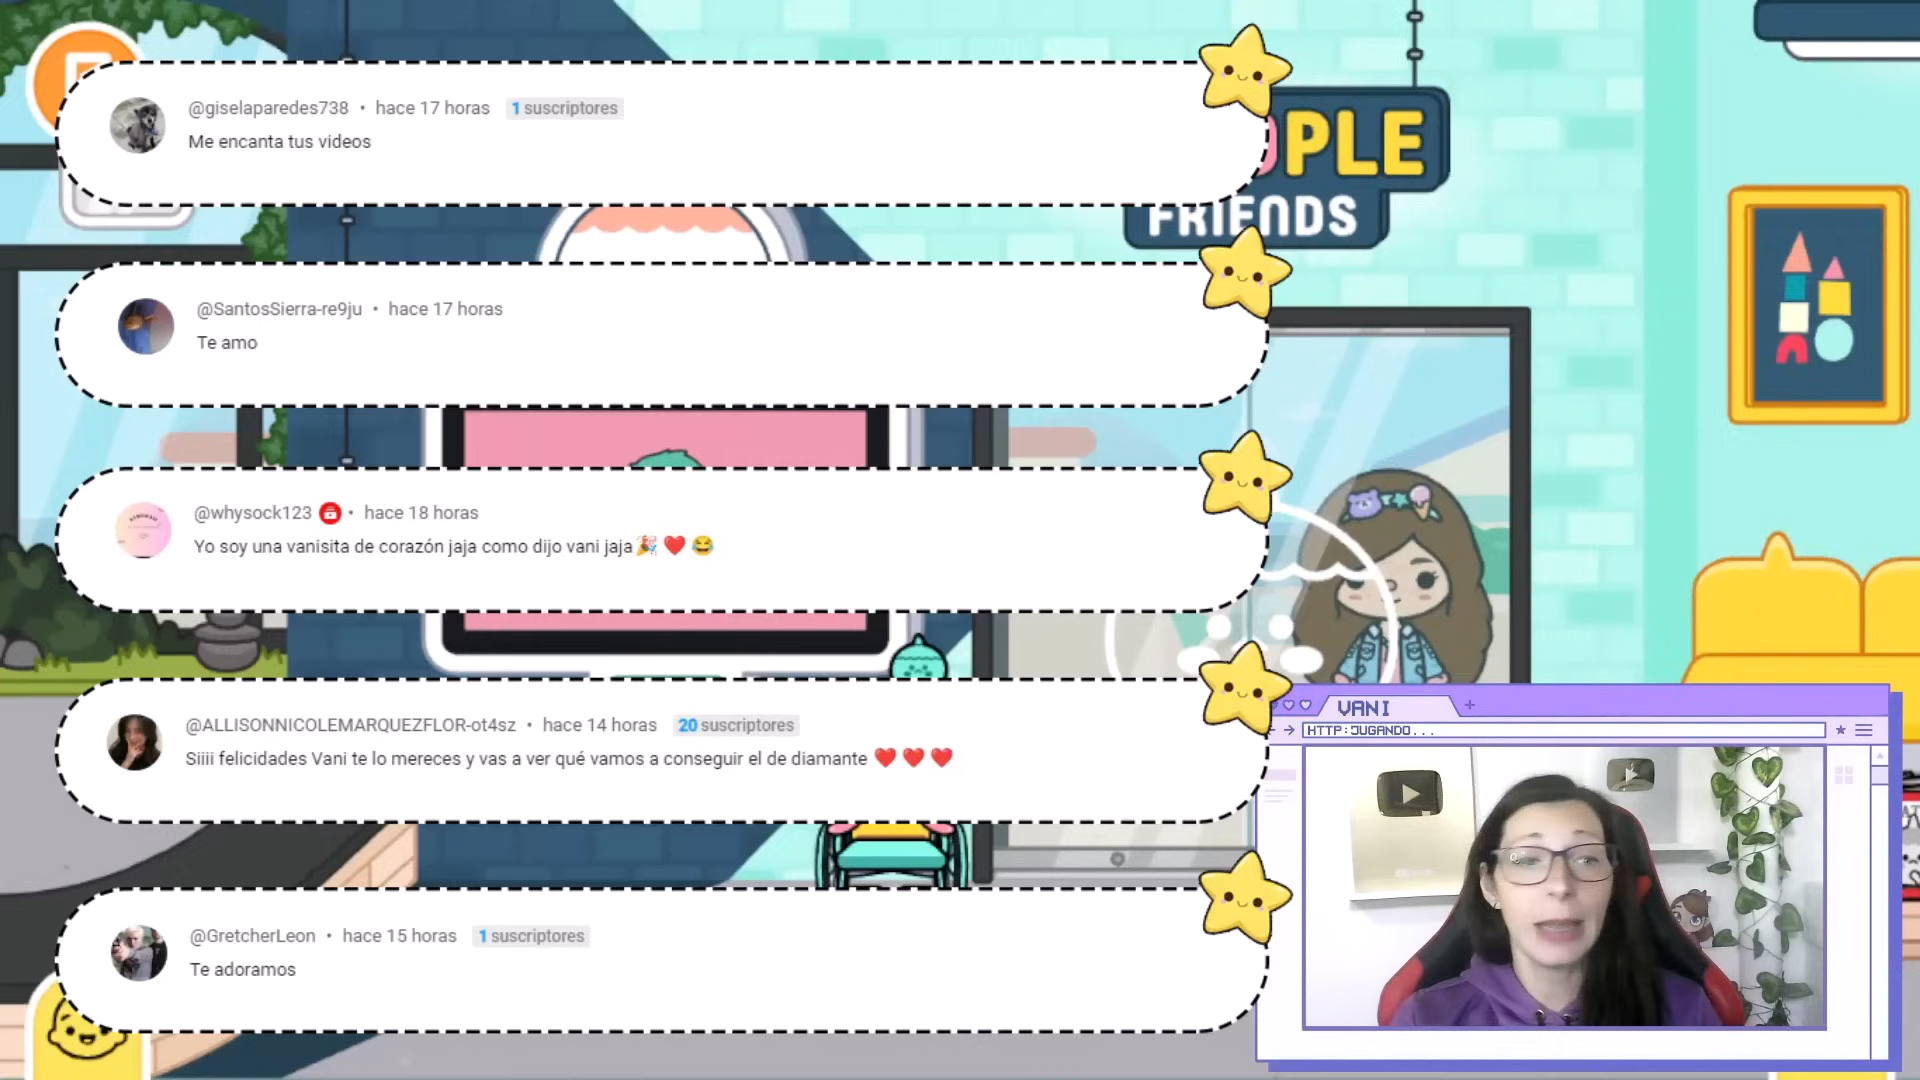 @giselaparedes738 • hace 17 horas 1 suscriptores
Me encanta tus videos
PLE
FRIENDS
@SantosSierra-re9ju • hace 17 horas
Te amo
@whysock123 • hace 18 horas
Yo soy una vanisita de corazón jaja como dijo vani jaja🎉 ❤️ 😂
@ALLISONNICOLEMARQUEZFLOR-ot4sz • hace 14 horas 20 suscriptores
Siiii felicidades Vani te lo mereces y vas a ver qué vamos a conseguir el de diamante ❤️ ❤️ ❤️
VANI
HTTP:JUGANDO...
@GretcherLeon • hace 15 horas 1 suscriptores
Te adoramos